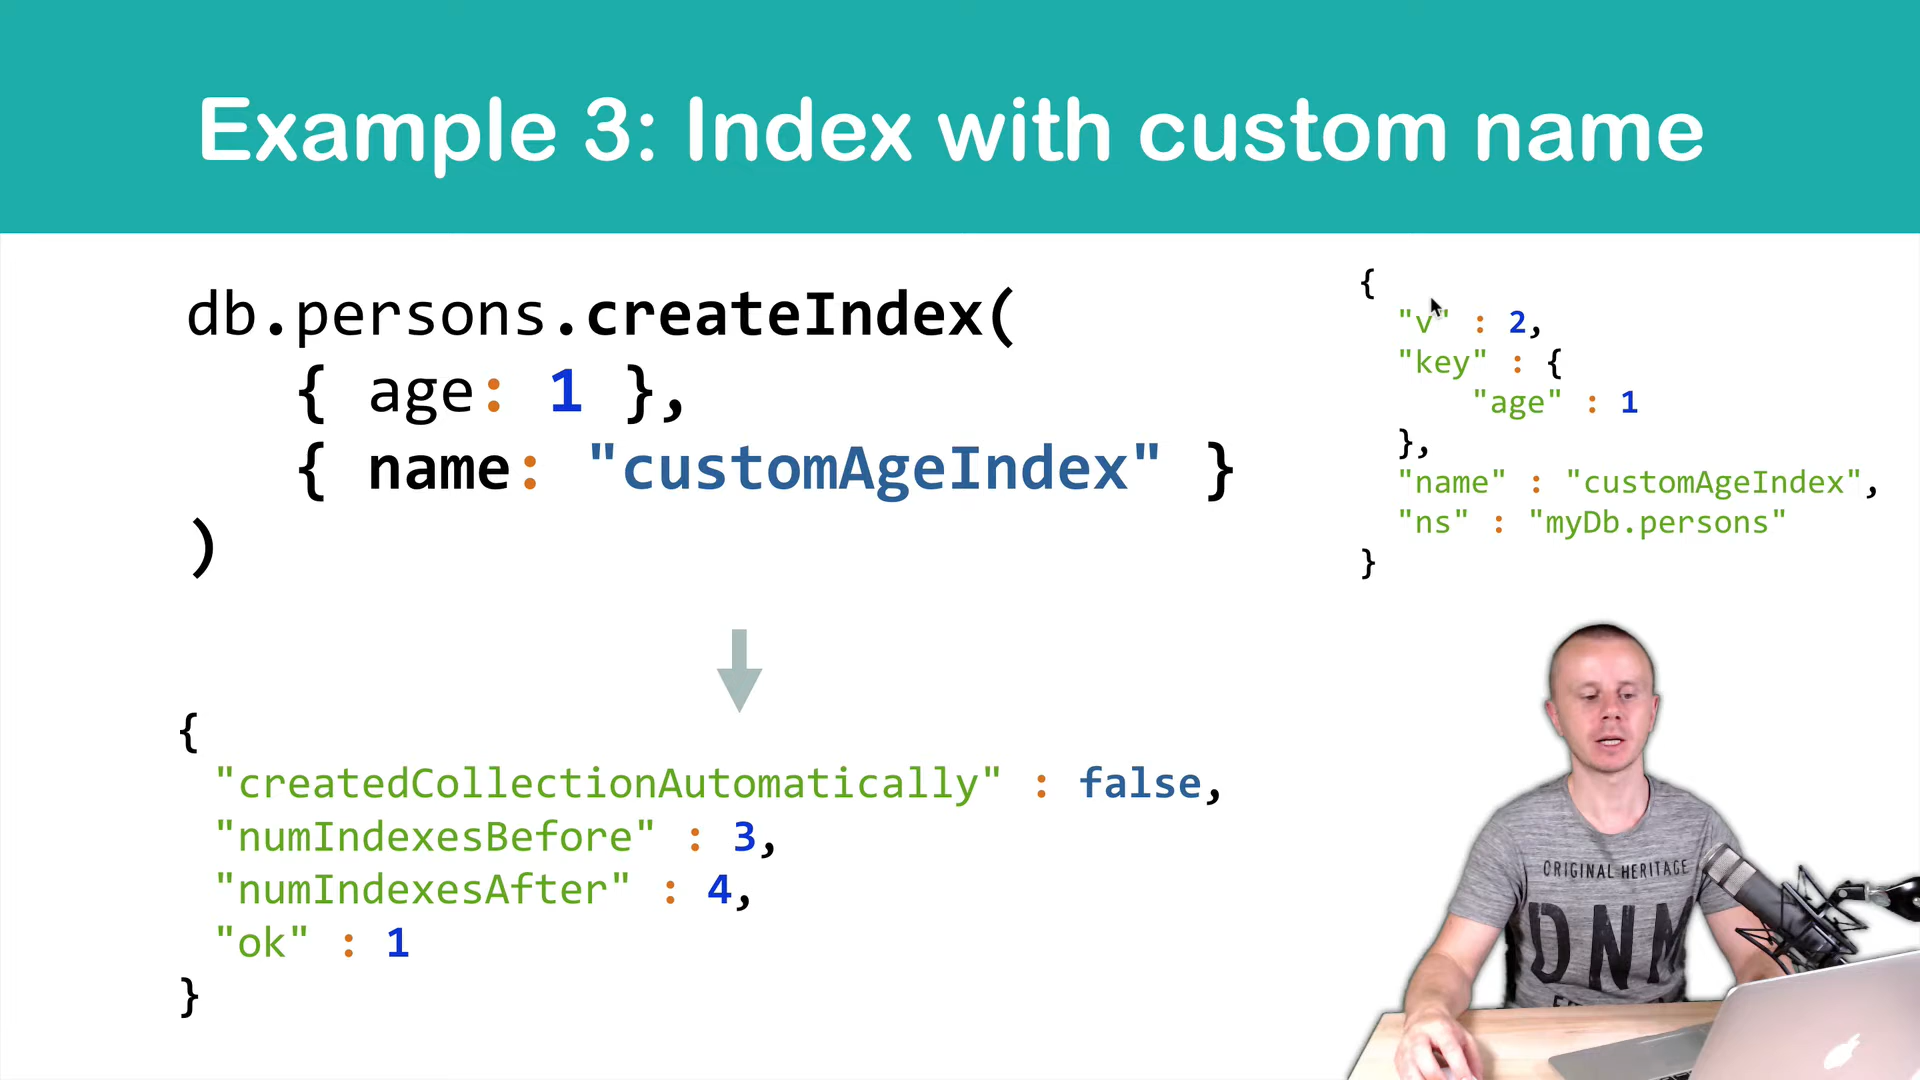 Example 3: Index with custom name
db.persons.createIndex(
{ age: 1 },
{ name: "customAgeIndex" }
)
{
"v" : 2,
"key" : {
"age" : 1
},
"name" : "customAgeIndex",
"ns" : "myDb.persons"
}
{
"createdCollectionAutomatically" : false,
"numIndexesBefore" : 3,
"numIndexesAfter" : 4,
"ok" : 1
}
ORIGINAL HERITAGE
DNM